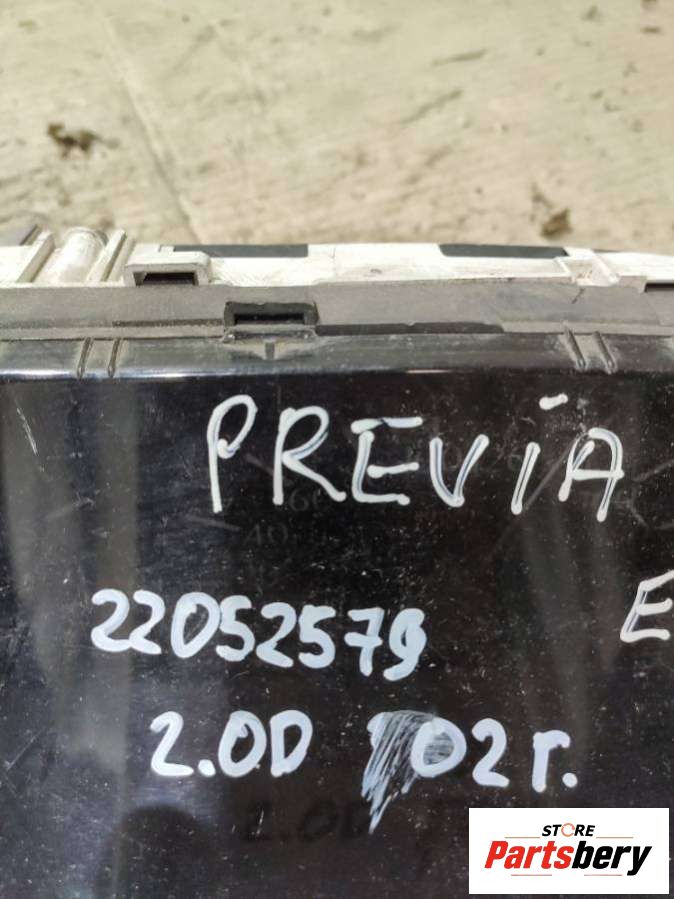 PREViA
22052579 E
2.0D 02г.
STORE
Partsbery